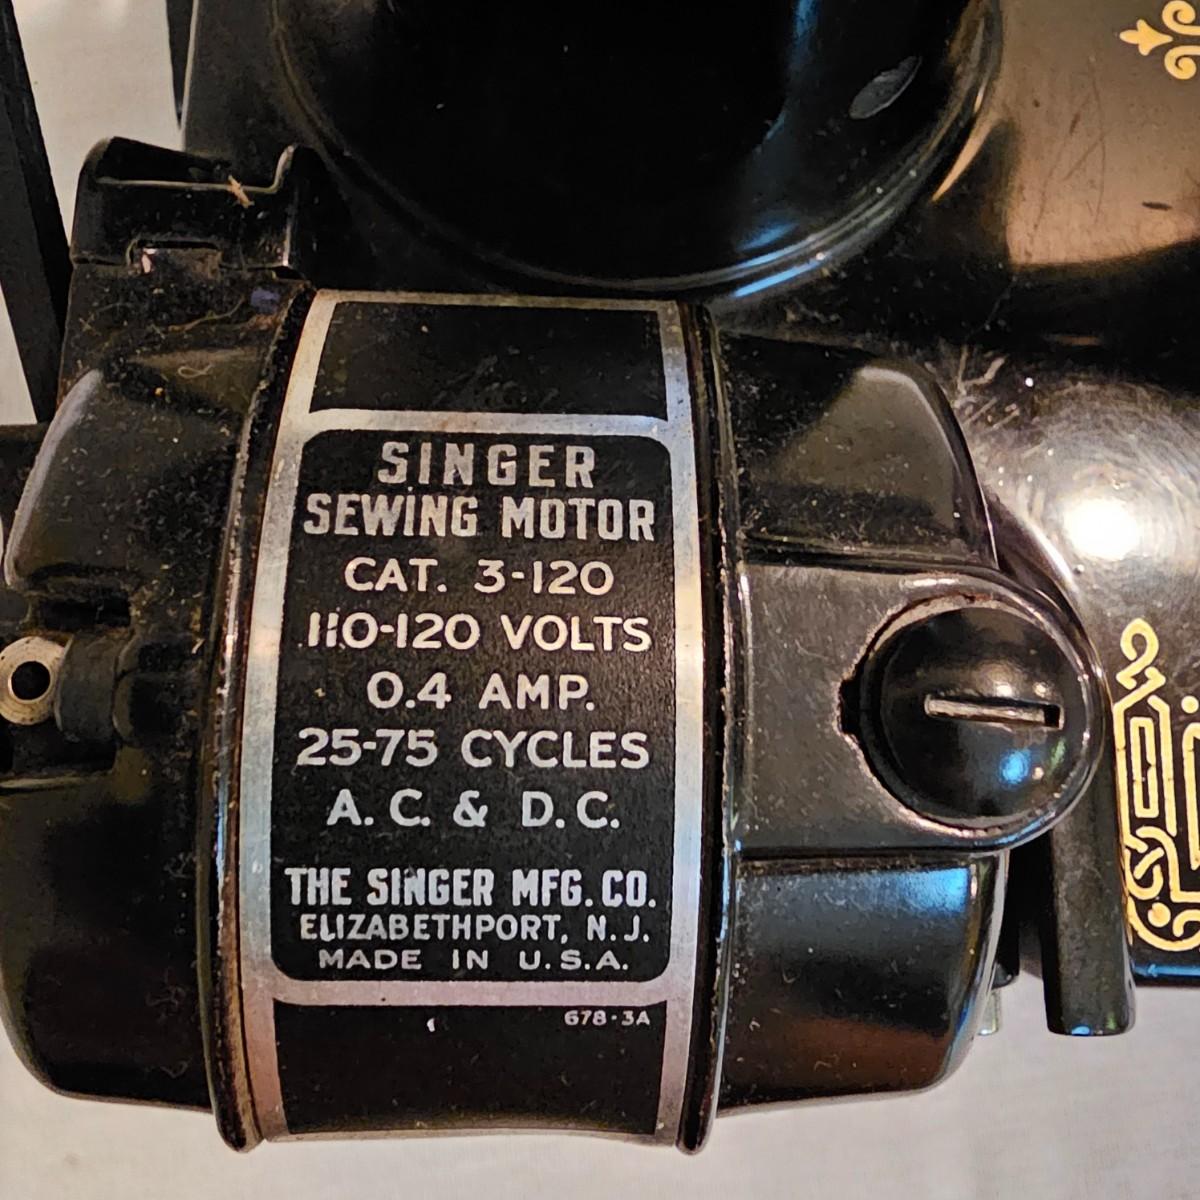 SINGER
SEWING MOTOR
CAT. 3-120
110-120 VOLTS
0.4 AMP.
25-75 CYCLES
A. C. & D. C.
THE SINGER MFG. CO.
ELIZABETHPORT, N. J.
MADE IN U. S. A.
678-3A